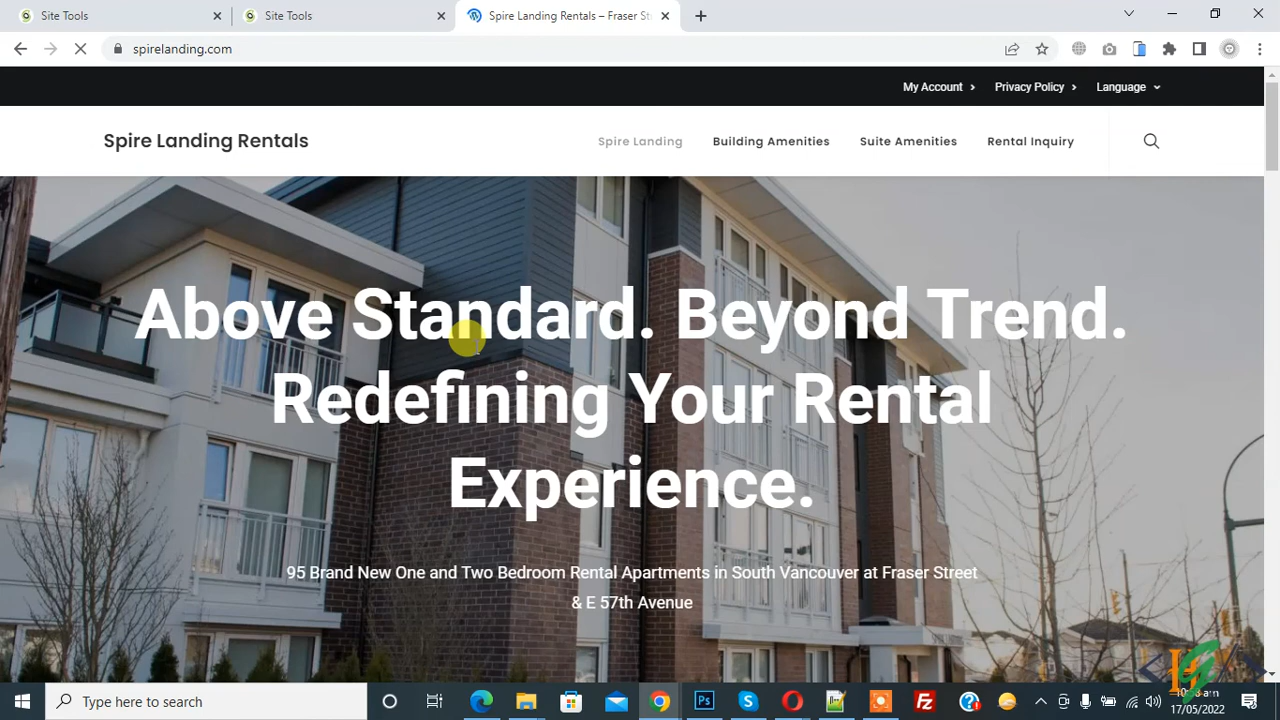 Site Tools
Site Tools
Spire Landing Rentals – Fraser St
spirelanding.com
My Account
Privacy Policy
Language
Spire Landing Rentals
Spire Landing
Building Amenities
Suite Amenities
Rental Inquiry
Above Standard. Beyond Trend.
Redefining Your Rental
Experience.
95 Brand New One and Two Bedroom Rental Apartments in South Vancouver at Fraser Street
& E 57th Avenue
Type here to search
Ps
Fz
am
17/05/2022